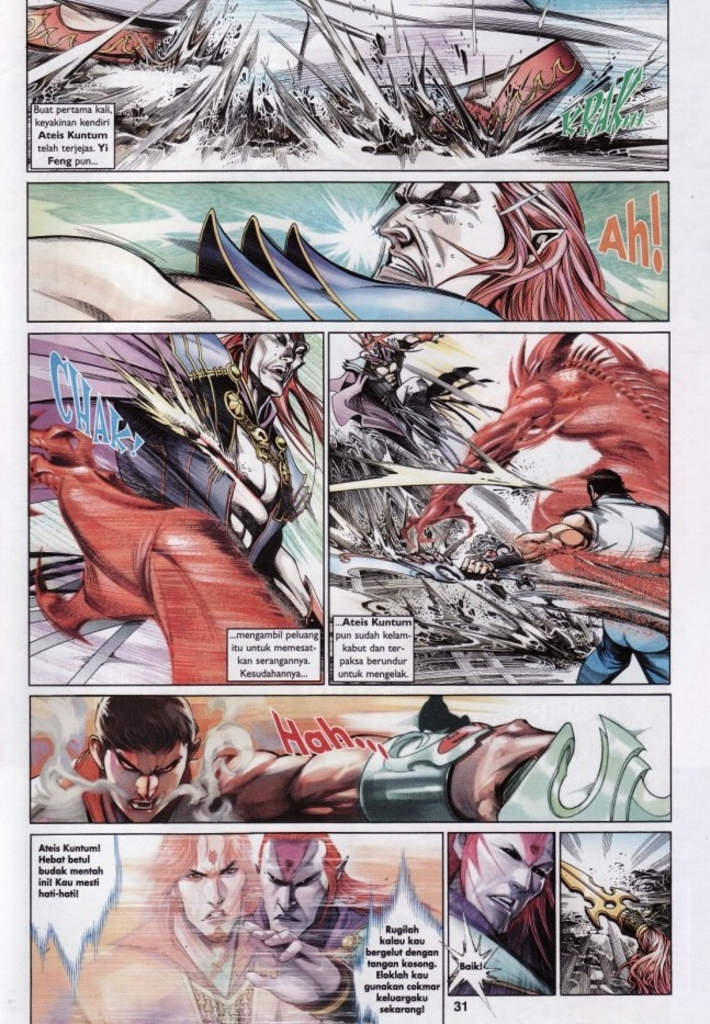 Buat pertama kali,
keyakinan kendiri
Ateis Kuntum
telah terjejas. Yi
Feng pun...
KRAK...
Ah!
CHAK!
...mengambil peluang
itu untuk memesat-
kan serangannya.
Kesudahannya...
...Ateis Kuntum
pun sudah kelam-
kabut dan ter-
paksa berundur
untuk mengelak.
Hah...
Ateis Kuntum!
Hebat betul
budak mentah
ini! Kau mesti
hati-hati!
Rugilah
kalau kau
bergelut dengan
tangan kosong.
Eloklah kau
gunakan cokmar
keluargaku
sekarang!
Baik!
31